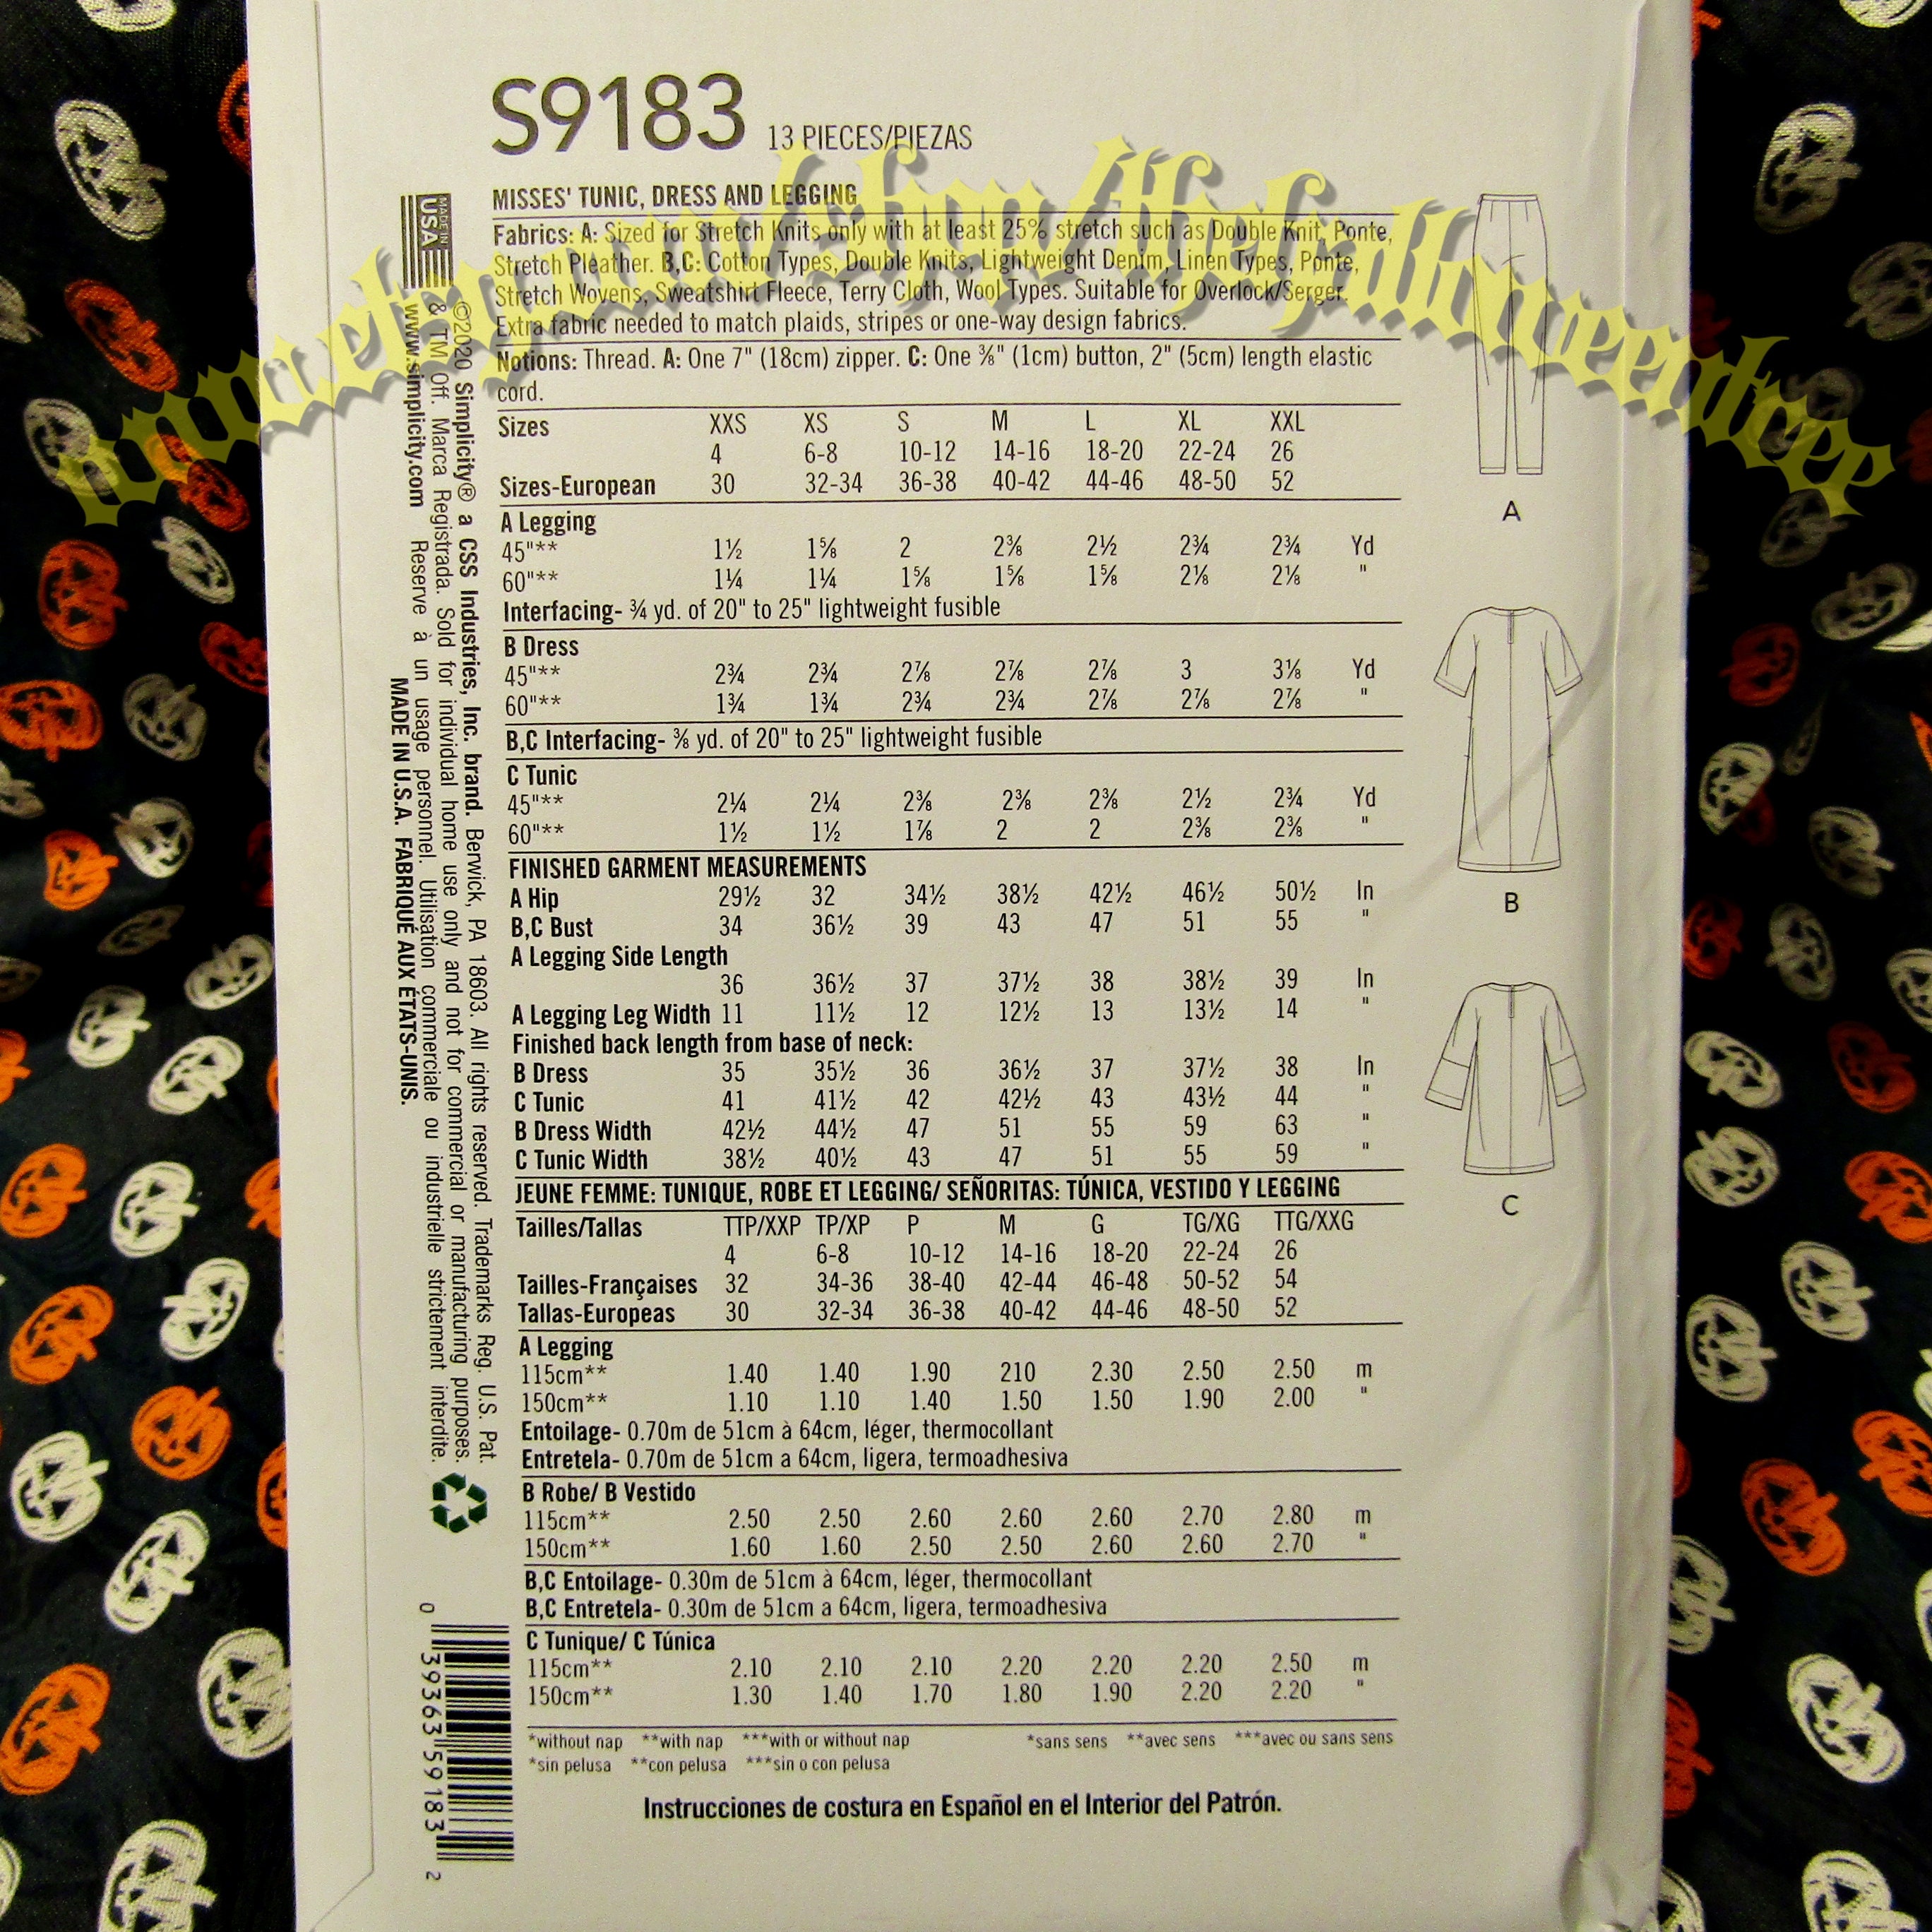 S9183 13 PIECES/PIEZAS
MISSES' TUNIC, DRESS AND LEGGING
Fabrics: A: Sized for Stretch Knits only with at least 25% stretch such as Double Knit, Ponte,
Stretch Pleather. B,C: Cotton Types, Double Knits, Lightweight Denim, Linen Types, Ponte,
Stretch Wovens, Sweatshirt Fleece, Terry Cloth, Wool Types. Suitable for Overlock/Serger.
Extra fabric needed to match plaids, stripes or one-way design fabrics.
Notions: Thread. A: One 7" (18cm) zipper. C: One ⅜" (1cm) button, 2" (5cm) length elastic
cord.
Sizes XXS XS S M L XL XXL
4 6-8 10-12 14-16 18-20 22-24 26
Sizes-European 30 32-34 36-38 40-42 44-46 48-50 52
A Legging
45"** 1½ 1⅝ 2 2⅜ 2½ 2¾ 2¾ Yd
60"** 1¼ 1¼ 1⅝ 1⅝ 1⅝ 2⅛ 2⅛ "
Interfacing- ¾ yd. of 20" to 25" lightweight fusible
B Dress
45"** 2¾ 2¾ 2⅞ 2⅞ 2⅞ 3 3⅛ Yd
60"** 1¾ 1¾ 2¾ 2¾ 2⅞ 2⅞ 2⅞ "
B,C Interfacing- ⅜ yd. of 20" to 25" lightweight fusible
C Tunic
45"** 2¼ 2¼ 2⅜ 2⅜ 2⅜ 2½ 2¾ Yd
60"** 1½ 1½ 1⅞ 2 2 2⅜ 2⅜ "
FINISHED GARMENT MEASUREMENTS
A Hip 29½ 32 34½ 38½ 42½ 46½ 50½ In
B,C Bust 34 36½ 39 43 47 51 55 "
A Legging Side Length
36 36½ 37 37½ 38 38½ 39 In
A Legging Leg Width 11 11½ 12 12½ 13 13½ 14 "
Finished back length from base of neck:
B Dress 35 35½ 36 36½ 37 37½ 38 In
C Tunic 41 41½ 42 42½ 43 43½ 44 "
B Dress Width 42½ 44½ 47 51 55 59 63 "
C Tunic Width 38½ 40½ 43 47 51 55 59 "
JEUNE FEMME: TUNIQUE, ROBE ET LEGGING/ SEÑORITAS: TÚNICA, VESTIDO Y LEGGING
Tailles/Tallas TTP/XXP TP/XP P M G TG/XG TTG/XXG
4 6-8 10-12 14-16 18-20 22-24 26
Tailles-Françaises 32 34-36 38-40 42-44 46-48 50-52 54
Tallas-Europeas 30 32-34 36-38 40-42 44-46 48-50 52
A Legging
115cm** 1.40 1.40 1.90 210 2.30 2.50 2.50 m
150cm** 1.10 1.10 1.40 1.50 1.50 1.90 2.00 "
Entoilage- 0.70m de 51cm à 64cm, léger, thermocollant
Entretela- 0.70m de 51cm a 64cm, ligera, termoadhesiva
B Robe/ B Vestido
115cm** 2.50 2.50 2.60 2.60 2.60 2.70 2.80 m
150cm** 1.60 1.60 2.50 2.50 2.60 2.60 2.70 "
B,C Entoilage- 0.30m de 51cm à 64cm, léger, thermocollant
B,C Entretela- 0.30m de 51cm a 64cm, ligera, termoadhesiva
C Tunique/ C Túnica
115cm** 2.10 2.10 2.10 2.20 2.20 2.20 2.50 m
150cm** 1.30 1.40 1.70 1.80 1.90 2.20 2.20 "
*without nap **with nap ***with or without nap *sans sens **avec sens ***avec ou sans sens
*sin pelusa **con pelusa ***sin o con pelusa
Instrucciones de costura en Español en el Interior del Patrón.
A
B
C
MADE IN
USA
©2020 Simplicity® a CSS Industries, Inc. brand. Berwick, PA 18603. All rights reserved. Trademarks Reg. U.S. Pat.
& TM Off. Marca Registrada. Sold for individual home use only and not for commercial or manufacturing purposes.
www.simplicity.com Reserve à un usage personnel. Utilisation commerciale ou industrielle strictement interdite.
MADE IN U.S.A. FABRIQUÉ AUX ÉTATS-UNIS.
0 39363 59183 2
www.etsy.com/shop/thehalloweentree